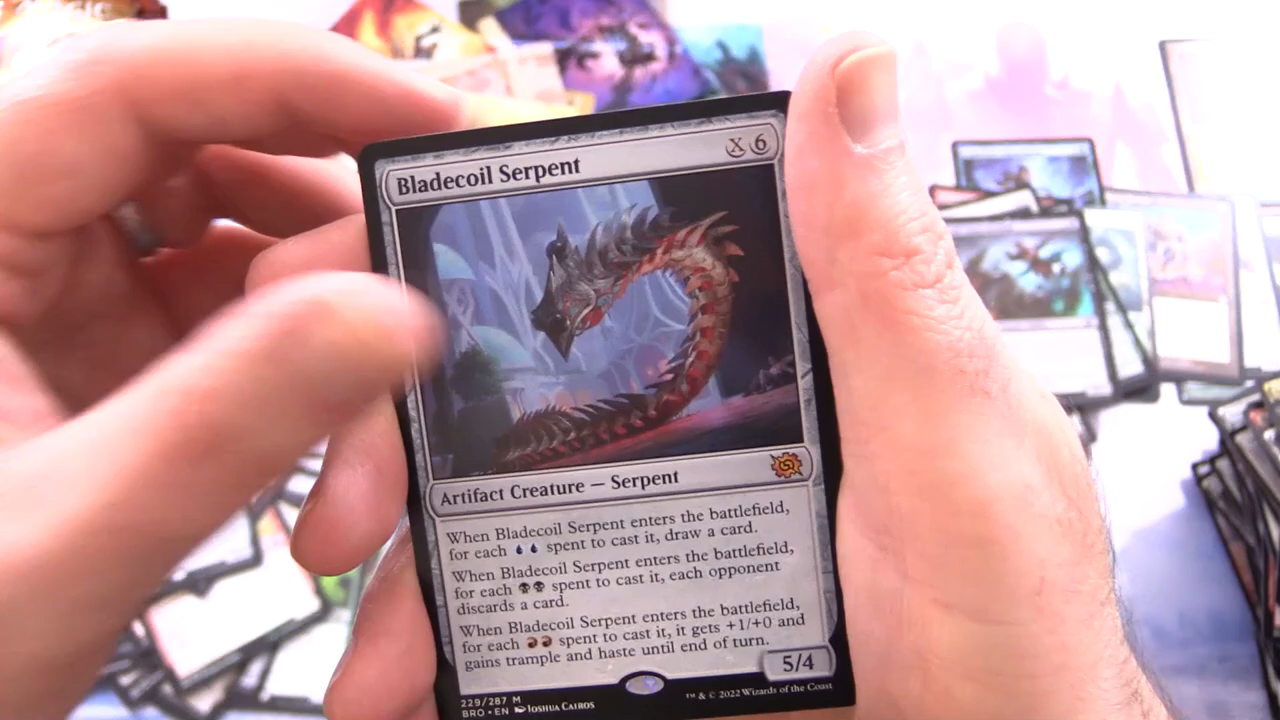 Bladecoil Serpent X 6
Artifact Creature — Serpent
When Bladecoil Serpent enters the battlefield,
for each spent to cast it, draw a card.
When Bladecoil Serpent enters the battlefield,
for each spent to cast it, each opponent
discards a card.
When Bladecoil Serpent enters the battlefield,
for each spent to cast it, it gets +1/+0 and
gains trample and haste until end of turn.
5/4
229/287 M
BRO • EN Joshua Cairos
™ & © 2022 Wizards of the Coast